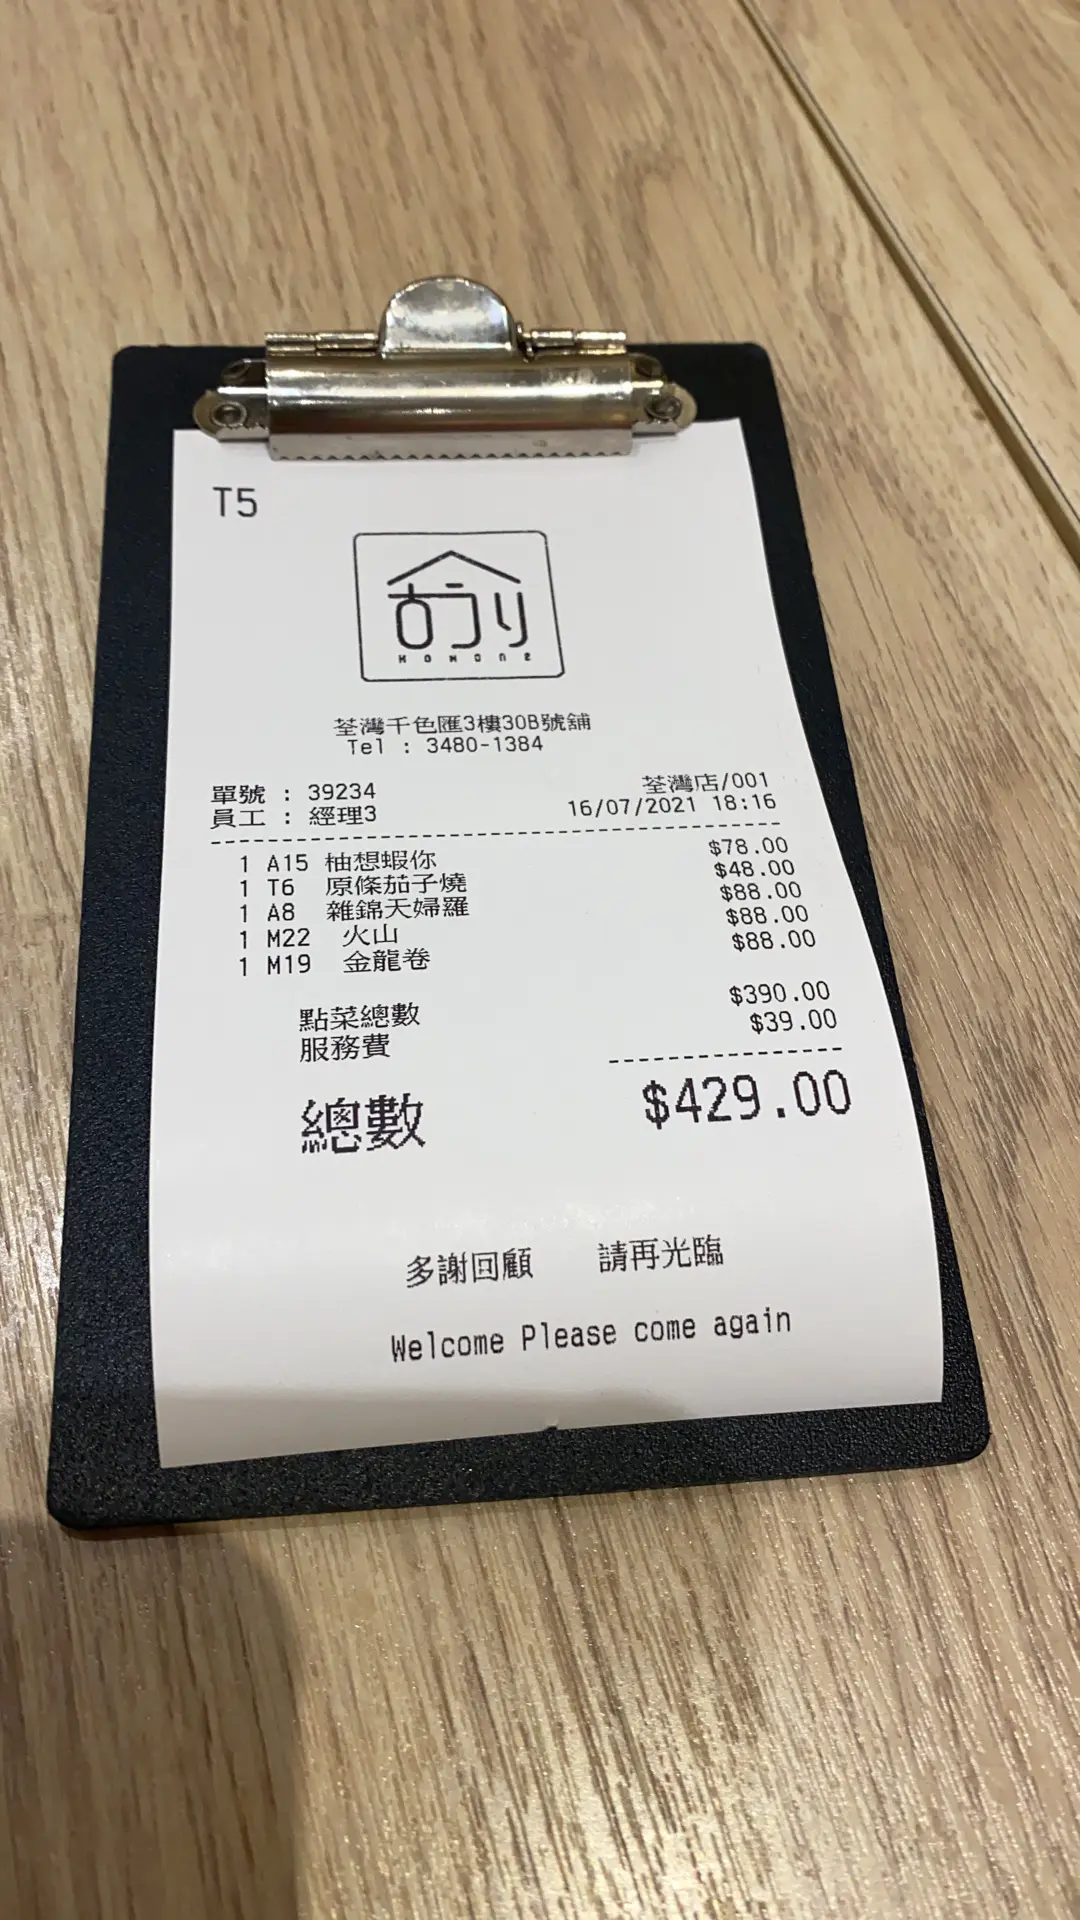 T5
荃灣千色匯3樓30B號舖
Tel : 3480-1384
單號 : 39234 荃灣店/001
員工 : 經理3 16/07/2021 18:16
1 A15 柚想蝦你 $78.00
1 T6 原條茄子燒 $48.00
1 A8 雜錦天婦羅 $88.00
1 M22 火山 $88.00
1 M19 金龍卷 $88.00
點菜總數 $390.00
服務費 $39.00
總數 $429.00
多謝回顧 請再光臨
Welcome Please come again